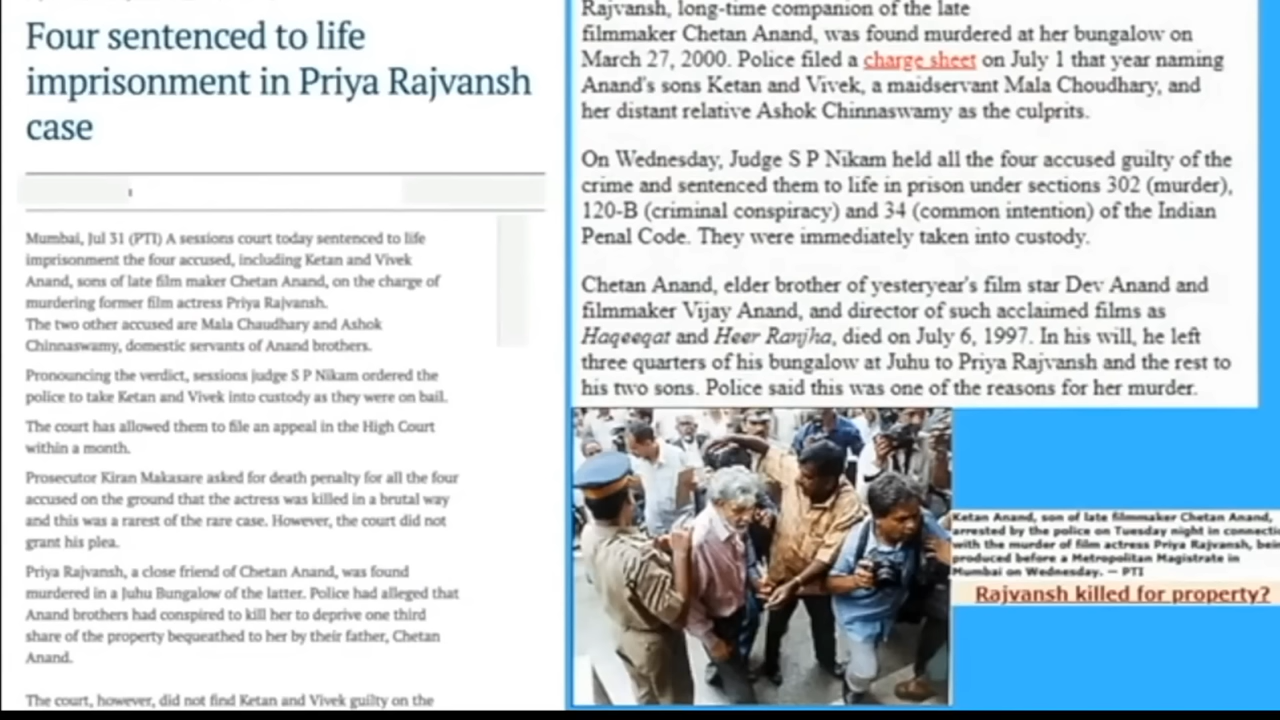 Four sentenced to life
imprisonment in Priya Rajvansh
case
Mumbai, Jul 31 (PTI) A sessions court today sentenced to life
imprisonment the four accused, including Ketan and Vivek
Anand, sons of late film maker Chetan Anand, on the charge of
murdering former film actress Priya Rajvansh.
The two other accused are Mala Chaudhary and Ashok
Chinnaswamy, domestic servants of Anand brothers.
Pronouncing the verdict, sessions judge S P Nikam ordered the
police to take Ketan and Vivek into custody as they were on bail.
The court has allowed them to file an appeal in the High Court
within a month.
Prosecutor Kiran Makasare asked for death penalty for all the four
accused on the ground that the actress was killed in a brutal way
and this was a rarest of the rare case. However, the court did not
grant his plea.
Priya Rajvansh, a close friend of Chetan Anand, was found
murdered in a Juhu Bungalow of the latter. Police had alleged that
Anand brothers had conspired to kill her to deprive one third
share of the property bequeathed to her by their father, Chetan
Anand.
The court, however, did not find Ketan and Vivek guilty on the
Rajvansh, long-time companion of the late
filmmaker Chetan Anand, was found murdered at her bungalow on
March 27, 2000. Police filed a charge sheet on July 1 that year naming
Anand's sons Ketan and Vivek, a maidservant Mala Choudhary, and
her distant relative Ashok Chinnaswamy as the culprits.
On Wednesday, Judge S P Nikam held all the four accused guilty of the
crime and sentenced them to life in prison under sections 302 (murder),
120-B (criminal conspiracy) and 34 (common intention) of the Indian
Penal Code. They were immediately taken into custody.
Chetan Anand, elder brother of yesteryear's film star Dev Anand and
filmmaker Vijay Anand, and director of such acclaimed films as
Haqeeqat and Heer Ranjha, died on July 6, 1997. In his will, he left
three quarters of his bungalow at Juhu to Priya Rajvansh and the rest to
his two sons. Police said this was one of the reasons for her murder.
Ketan Anand, son of late filmmaker Chetan Anand,
arrested by the police on Tuesday night in connecti
with the murder of film actress Priya Rajvansh, bein
produced before a Metropolitan Magistrate in
Mumbai on Wednesday. — PTI
Rajvansh killed for property?